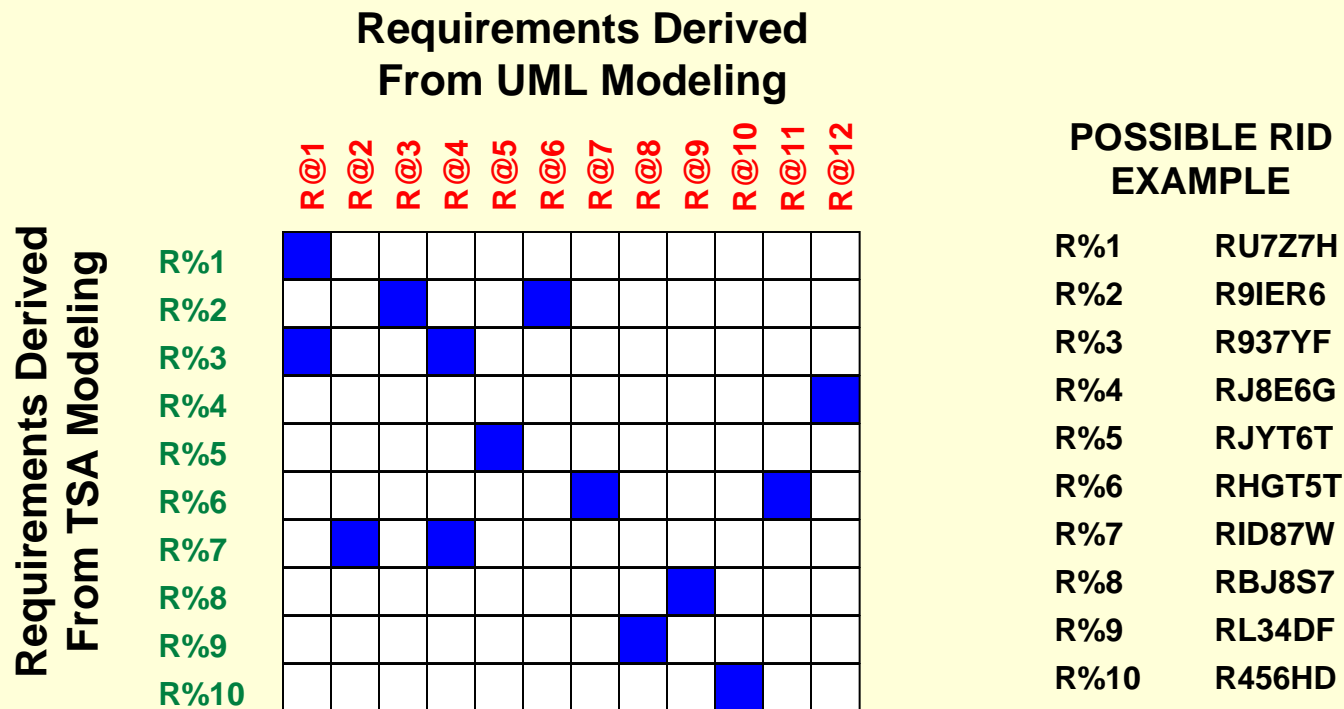 Requirements Derived
From UML Modeling
R@1
R@2
R@3
R@4
R@5
R@6
R@7
R@8
R@9
R@10
R@11
R@12
Requirements Derived
From TSA Modeling
R%1
R%2
R%3
R%4
R%5
R%6
R%7
R%8
R%9
R%10
POSSIBLE RID
EXAMPLE
R%1 RU7Z7H
R%2 R9IER6
R%3 R937YF
R%4 RJ8E6G
R%5 RJYT6T
R%6 RHGT5T
R%7 RID87W
R%8 RBJ8S7
R%9 RL34DF
R%10 R456HD